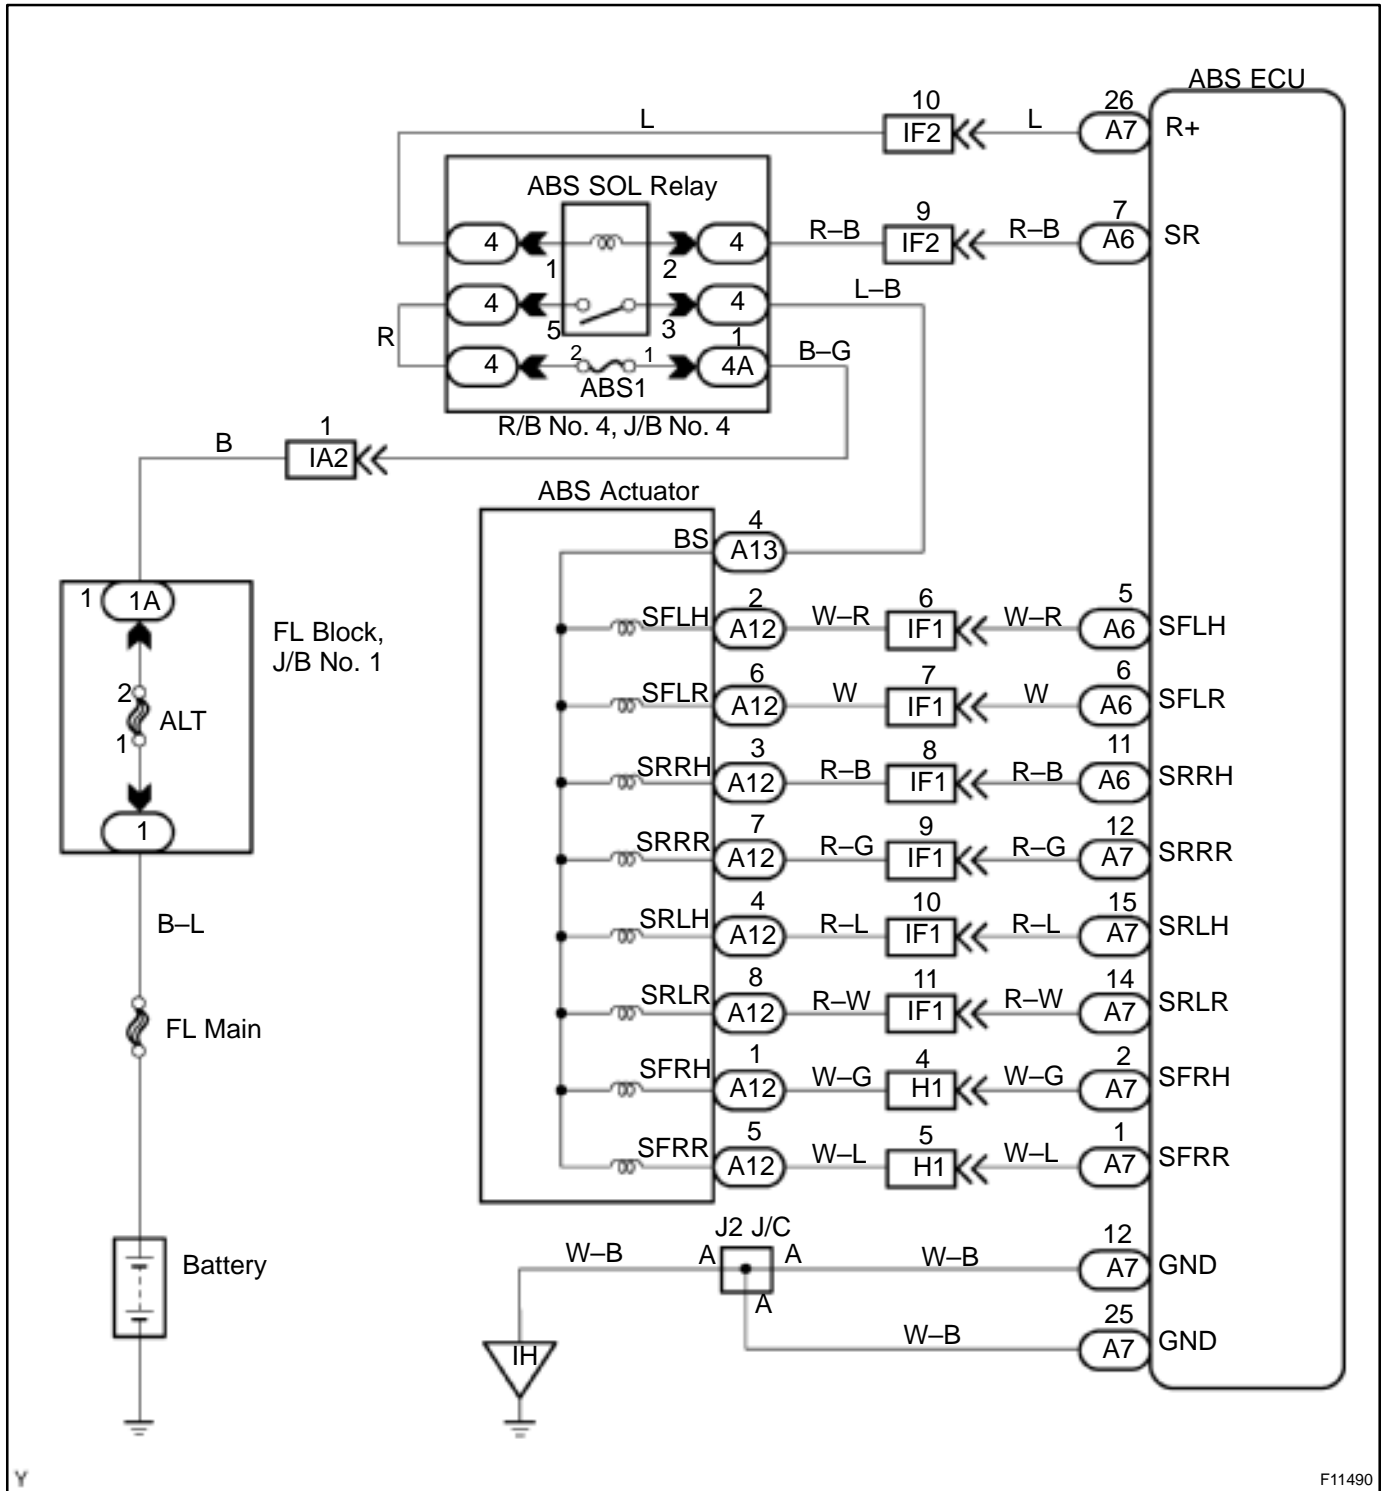 ABS ECU
10
26
L
IF2
L
A7
R+
ABS SOL Relay
9
7
4
4
R–B
IF2
R–B
A6
SR
1
2
L–B
4
4
R
5
3
1
B–G
4
2
1
4A
ABS1
R/B No. 4, J/B No. 4
B
1
IA2
ABS Actuator
BS
4
A13
1
1A
FL Block,
J/B No. 1
2
ALT
1
1
SFLH
2
A12
W–R
6
IF1
W–R
5
A6
SFLH
SFLR
6
A12
W
7
IF1
W
6
A6
SFLR
SRRH
3
A12
R–B
8
IF1
R–B
11
A6
SRRH
SRRR
7
A12
R–G
9
IF1
R–G
12
A7
SRRR
B–L
SRLH
4
A12
R–L
10
IF1
R–L
15
A7
SRLH
FL Main
SRLR
8
A12
R–W
11
IF1
R–W
14
A7
SRLR
SFRH
1
A12
W–G
4
H1
W–G
2
A7
SFRH
SFRR
5
A12
W–L
5
H1
W–L
1
A7
SFRR
Battery
J2 J/C
W–B
A
A
W–B
12
A7
GND
A
IH
W–B
25
A7
GND
Y
F11490